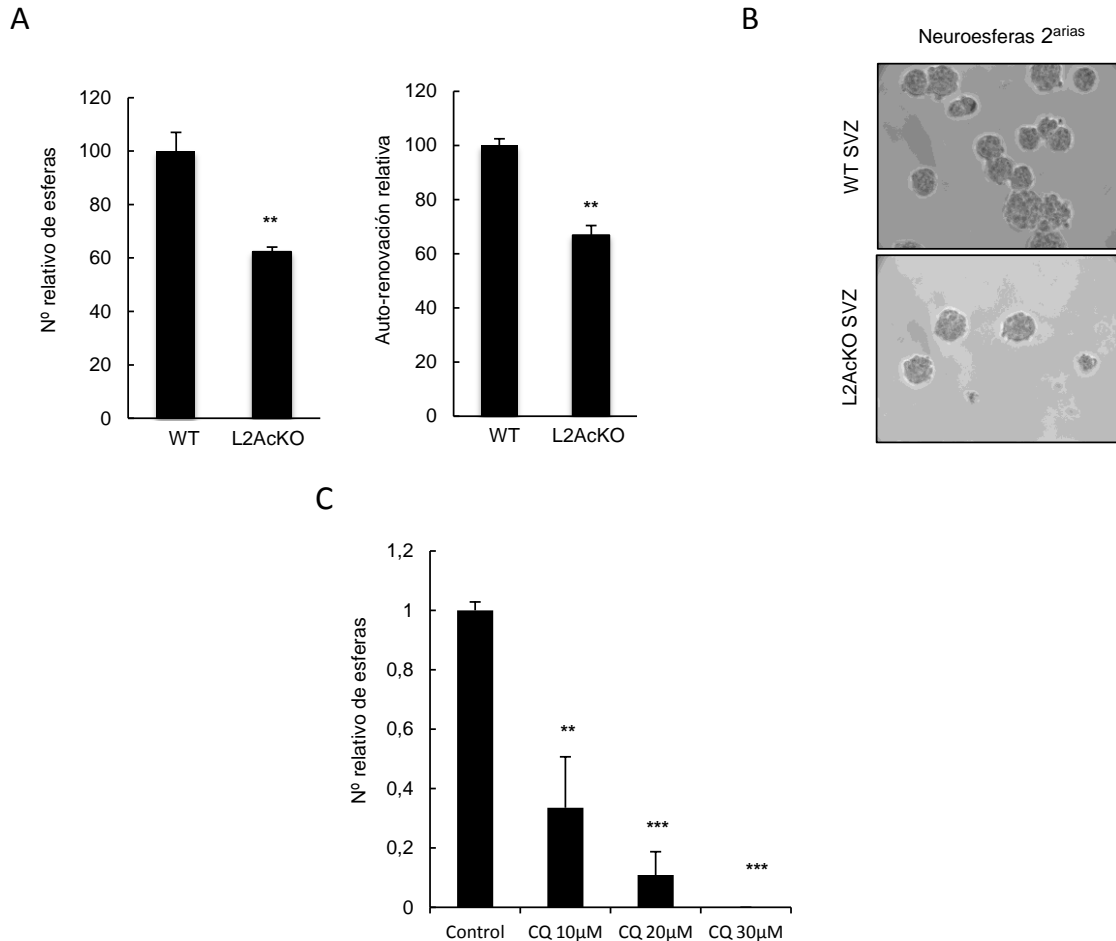 A
Nº relativo de esferas
120
100
80
60
40
20
0
**
WT
L2AcKO
Auto-renovación relativa
120
100
80
60
40
20
0
**
WT
L2AcKO
B
Neuroesferas 2arias
WT SVZ
L2AcKO SVZ
C
Nº relativo de esferas
1,2
1
0,8
0,6
0,4
0,2
0
**
***
***
Control
CQ 10µM
CQ 20µM
CQ 30µM